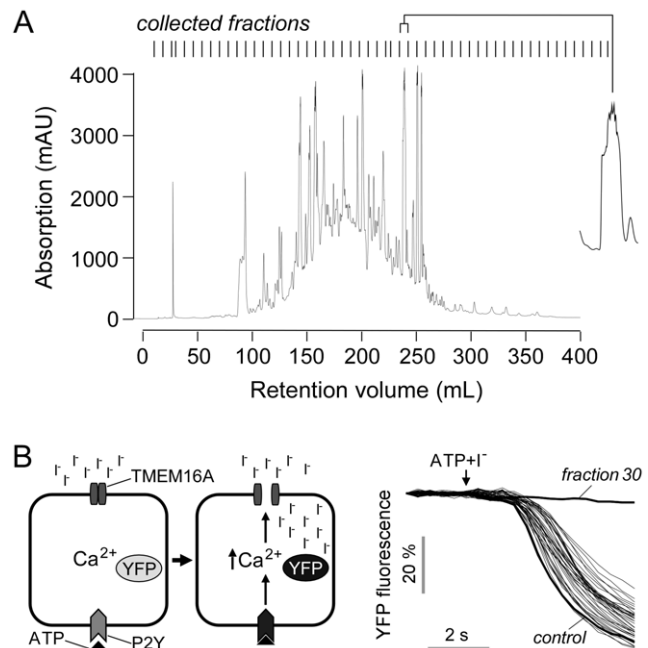 A
collected fractions
Absorption (mAU)
4000
3000
2000
1000
0
0 50 100 150 200 250 300 350 400
Retention volume (mL)
B
I- I- I- I- I- I- I-
TMEM16A
Ca2+
YFP
ATP
P2Y
I- I- I- I- I- I-
I- I- I- I- I- I- I-
Ca2+
YFP
ATP+I-
fraction 30
YFP fluorescence
20 %
control
2 s